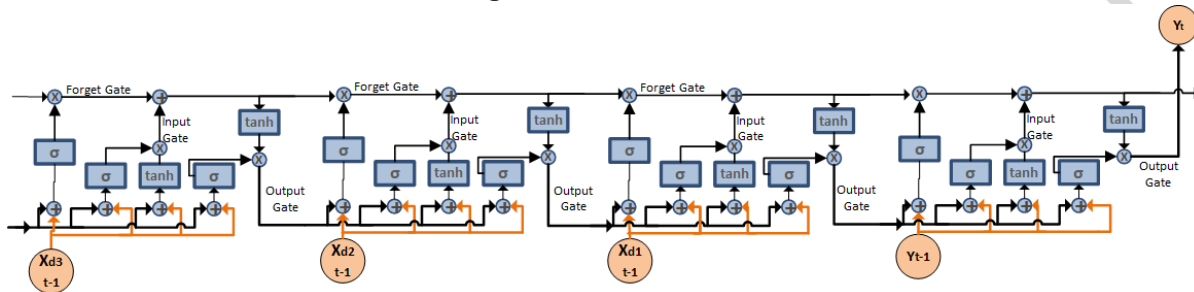 Yt
Forget Gate
Forget Gate
Forget Gate
tanh
tanh
tanh
tanh
Input
Gate
Input
Gate
Input
Gate
Input
Gate
σ
σ
σ
σ
σ
tanh
σ
σ
tanh
σ
σ
tanh
σ
σ
tanh
σ
Output
Gate
Output
Gate
Output
Gate
Output
Gate
Xd3
t-1
Xd2
t-1
Xd1
t-1
Yt-1